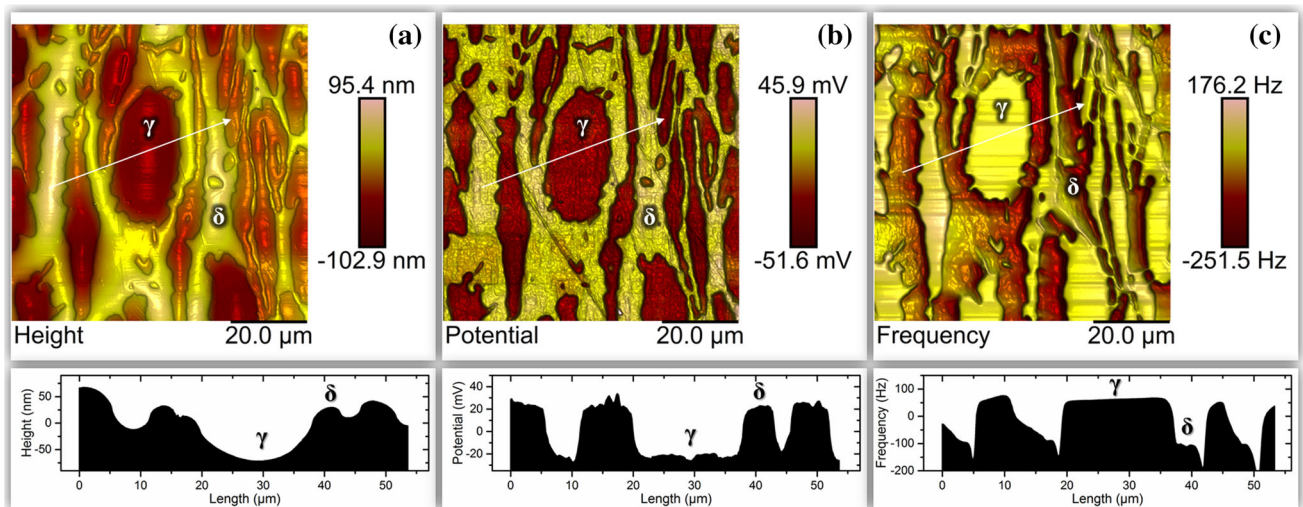 (a)
γ
δ
95.4 nm
-102.9 nm
Height
20.0 µm
(b)
γ
δ
45.9 mV
-51.6 mV
Potential
20.0 µm
(c)
γ
δ
176.2 Hz
-251.5 Hz
Frequency
20.0 µm
Height (nm)
50
0
-50
γ
δ
0 10 20 30 40 50
Length (µm)
Potential (mV)
40
20
0
-20
γ
δ
0 10 20 30 40 50
Length (µm)
Frequency (Hz)
100
0
-100
-200
γ
δ
0 10 20 30 40 50
Length (µm)